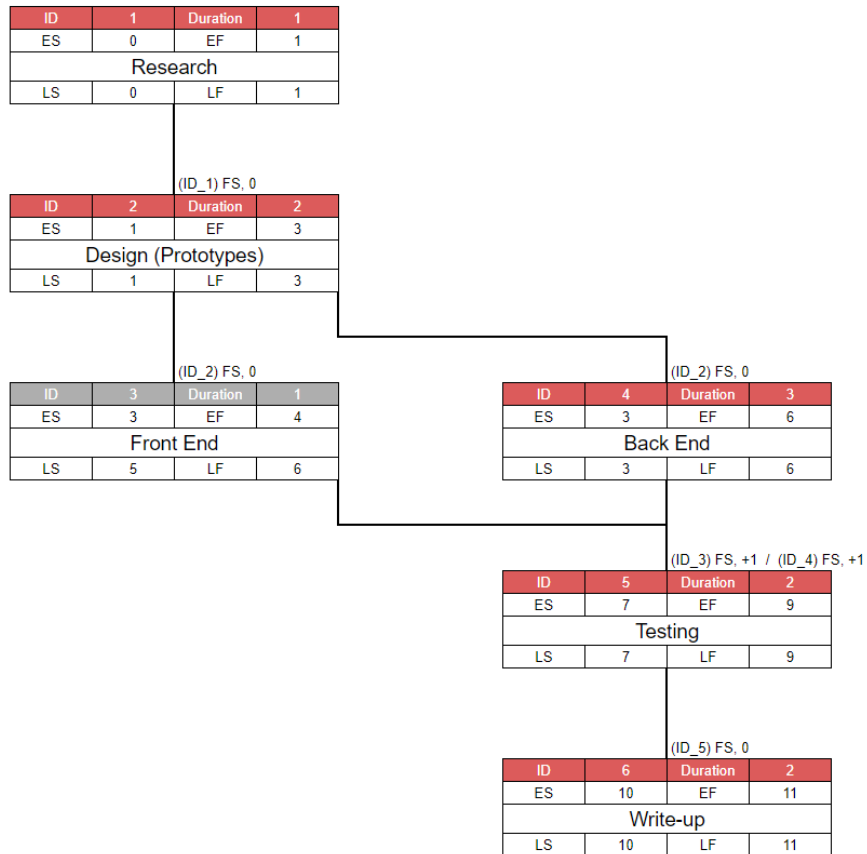 ID 1 Duration 1
ES 0 EF 1
Research
LS 0 LF 1
(ID_1) FS, 0
ID 2 Duration 2
ES 1 EF 3
Design (Prototypes)
LS 1 LF 3
(ID_2) FS, 0
ID 3 Duration 1
ES 3 EF 4
Front End
LS 5 LF 6
(ID_2) FS, 0
ID 4 Duration 3
ES 3 EF 6
Back End
LS 3 LF 6
(ID_3) FS, +1 / (ID_4) FS, +1
ID 5 Duration 2
ES 7 EF 9
Testing
LS 7 LF 9
(ID_5) FS, 0
ID 6 Duration 2
ES 10 EF 11
Write-up
LS 10 LF 11